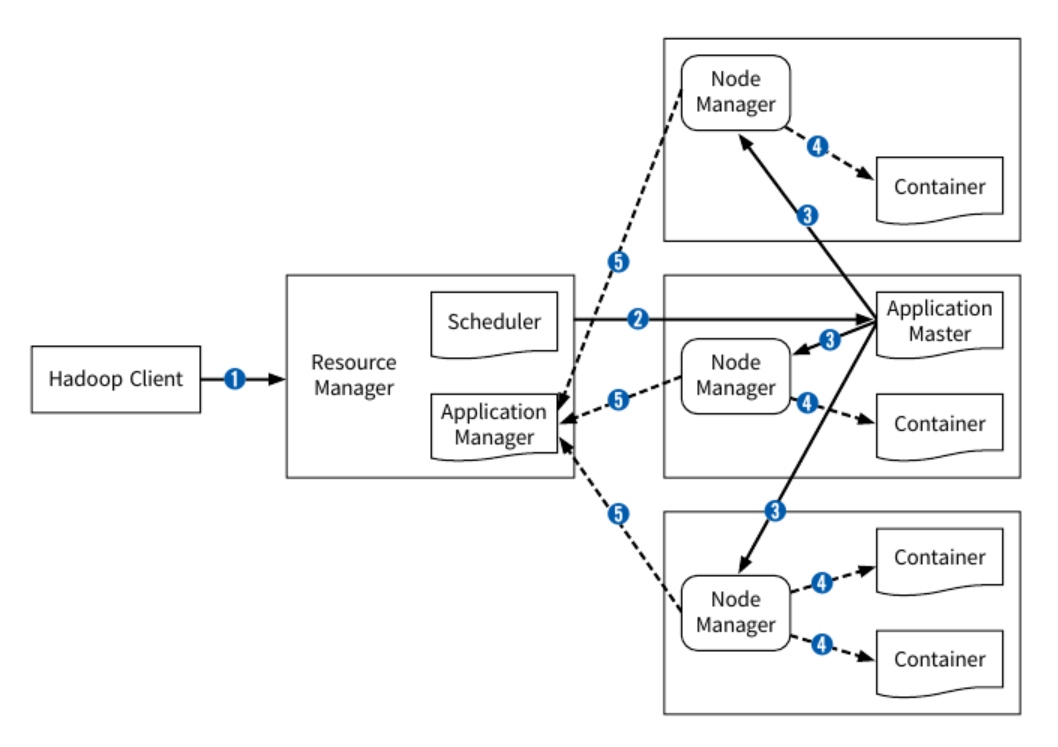 Node
Manager
4
Container
3
5
Hadoop Client
1
Resource
Manager
Scheduler
Application
Manager
2
Application
Master
3
Node
Manager
5
4
Container
3
5
Node
Manager
4
Container
4
Container